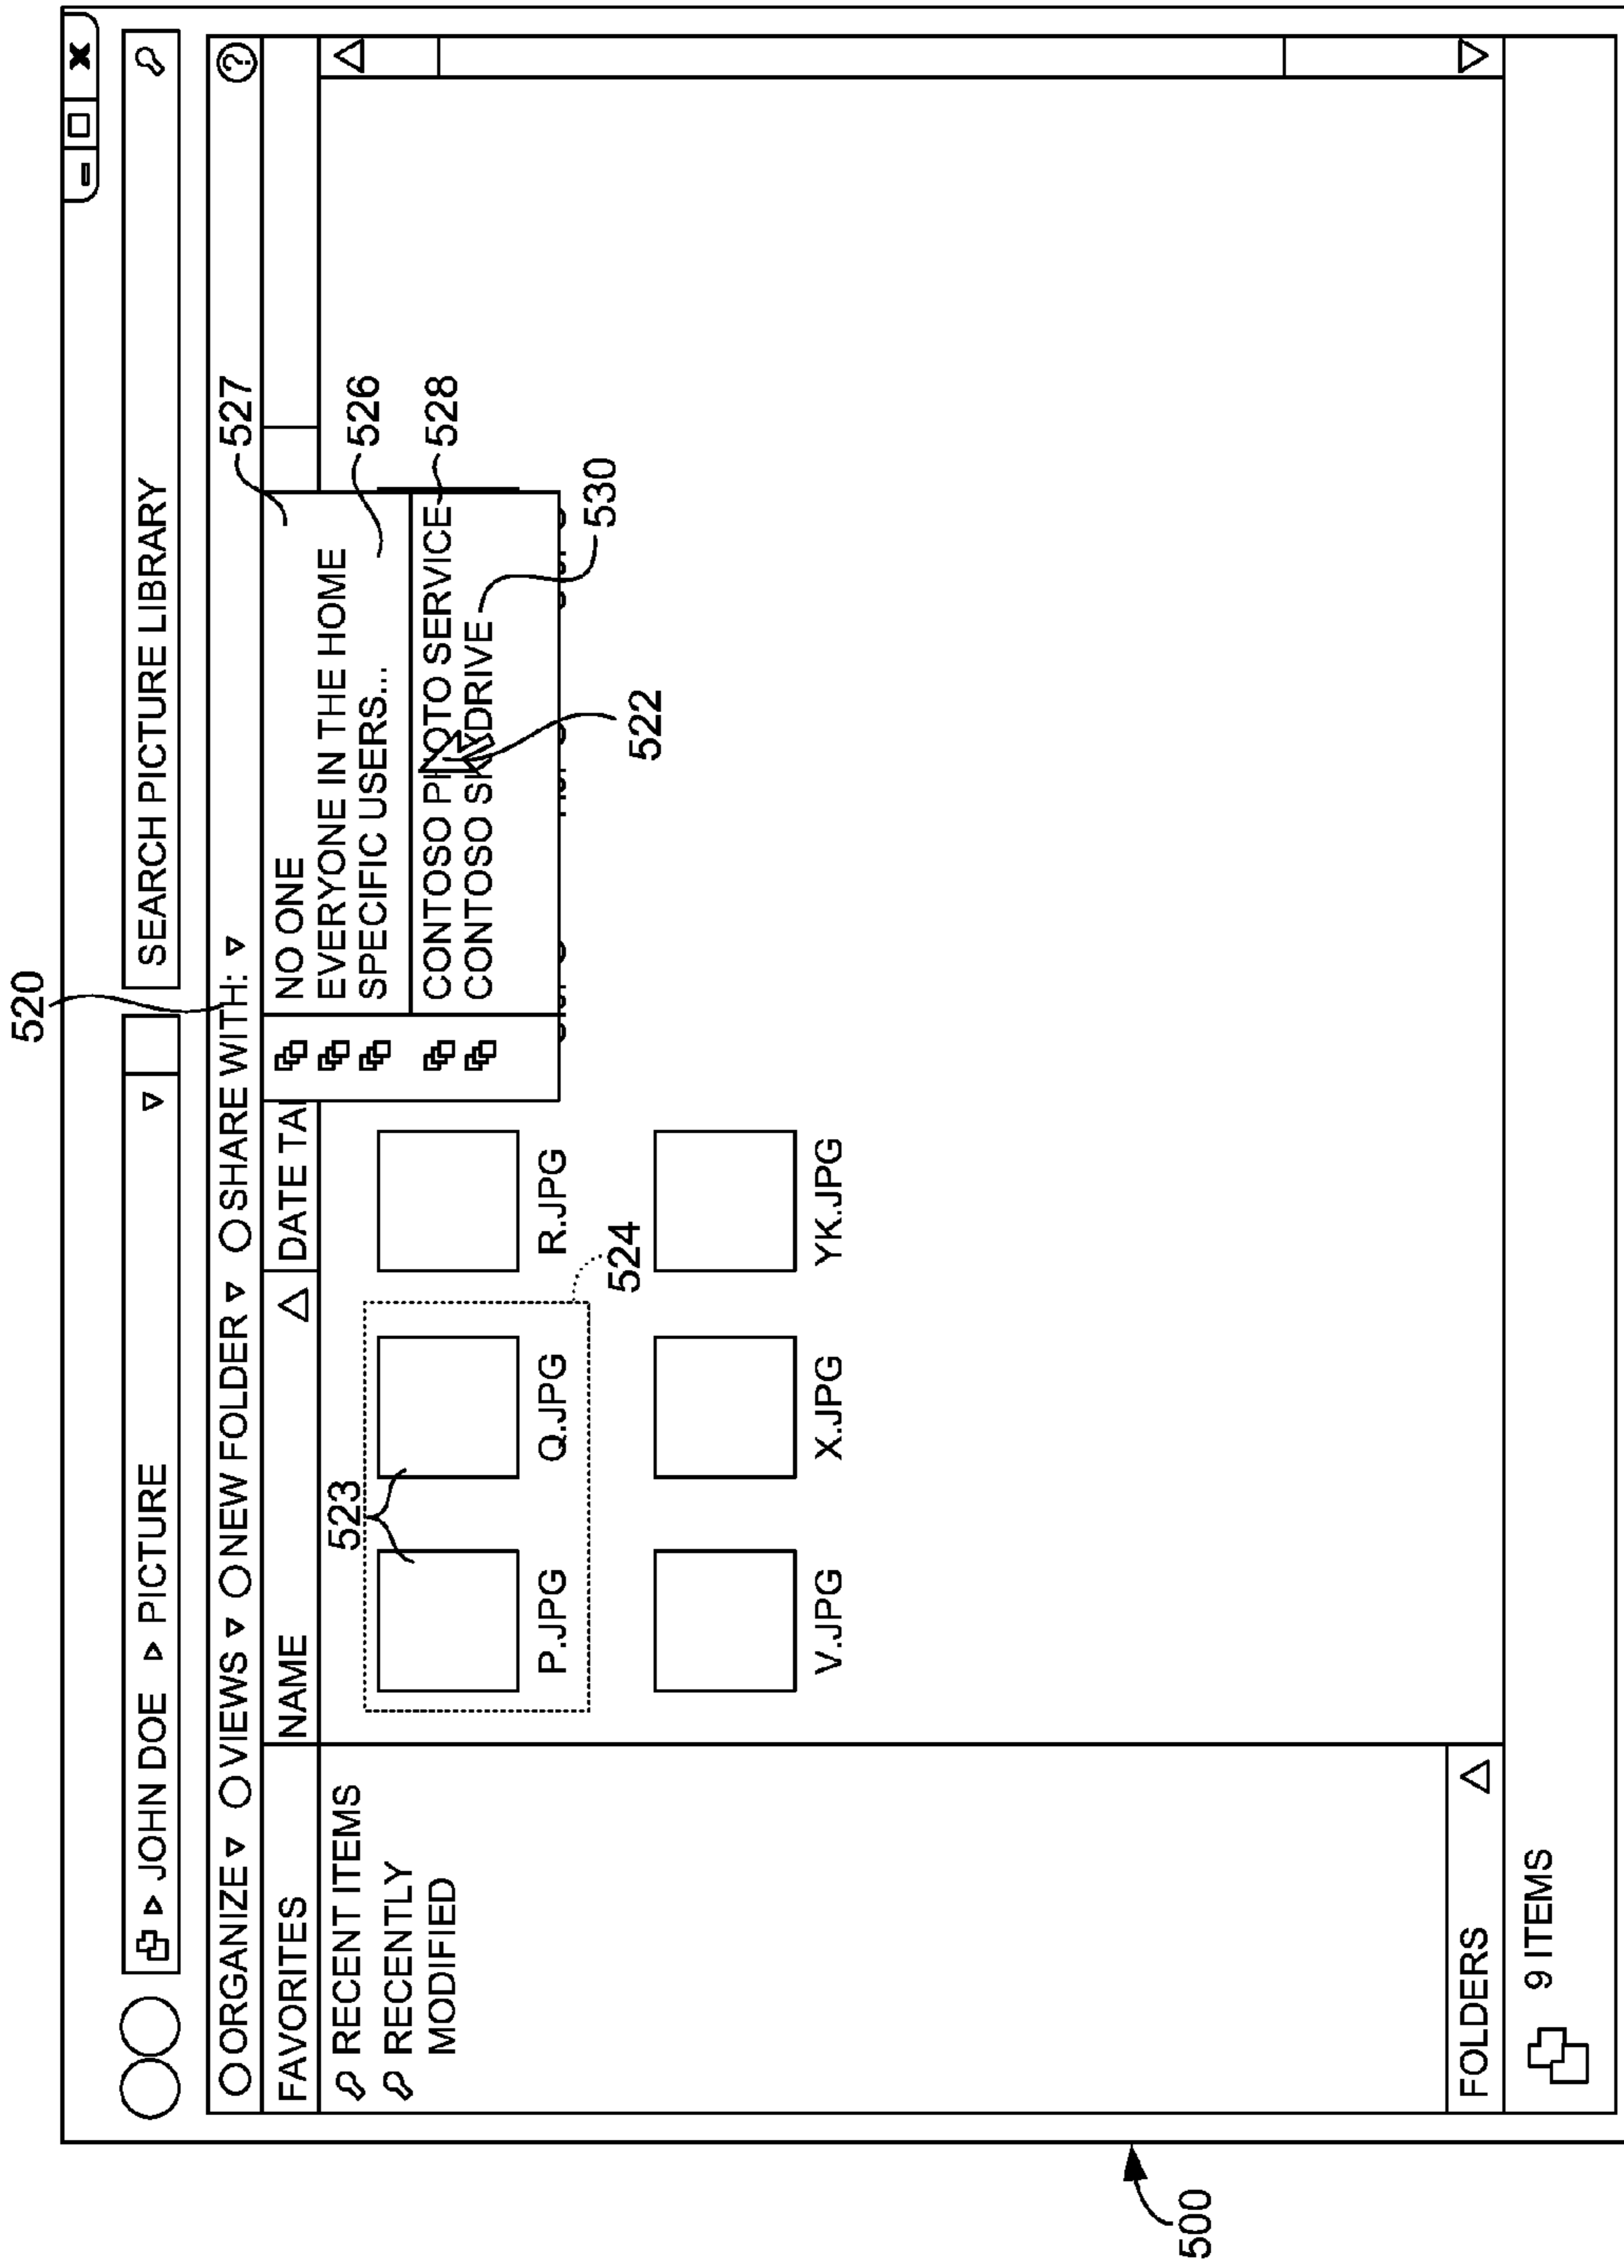 520
SEARCH PICTURE LIBRARY
JOHN DOE PICTURE
ORGANIZE VIEWS NEW FOLDER SHARE WITH:
?
527
FAVORITES
NAME
DATE TA
NO ONE
EVERYONE IN THE HOME
SPECIFIC USERS...
526
CONTOSO PHOTO SERVICE
528
CONTOSO SKYDRIVE
530
522
RECENT ITEMS
RECENTLY
MODIFIED
523
P.JPG
Q.JPG
R.JPG
524
V.JPG
X.JPG
YK.JPG
FOLDERS
9 ITEMS
500